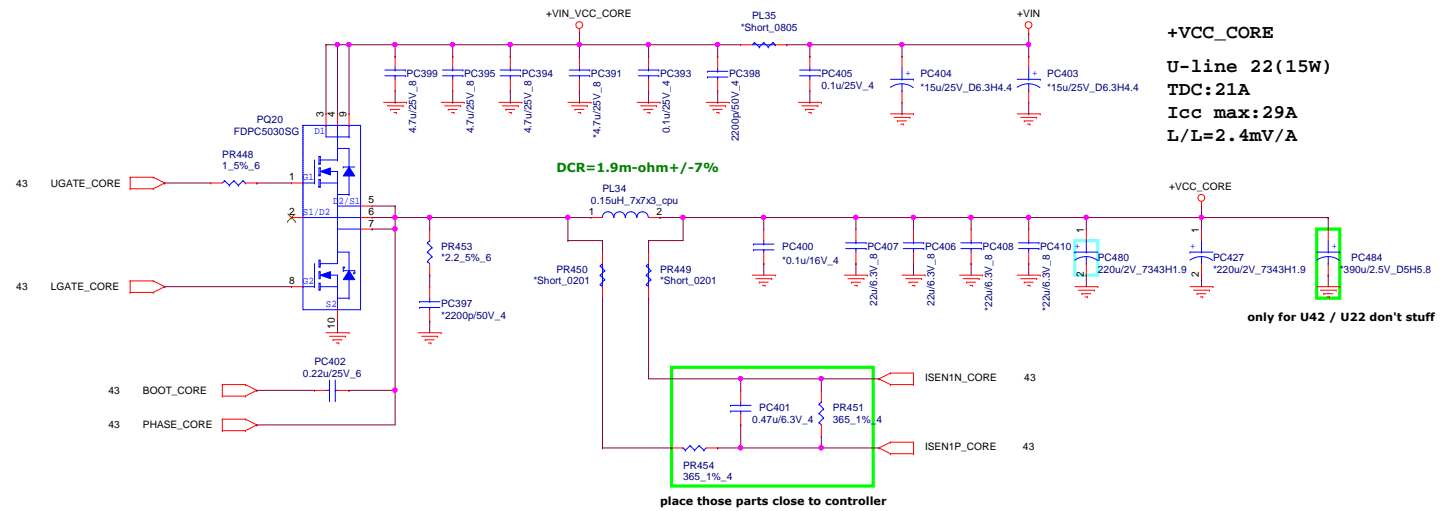 +VIN_VCC_CORE
PL35
*Short_0805
+VIN
+VCC_CORE
U-line 22(15W)
TDC:21A
Icc max:29A
L/L=2.4mV/A
PC399
4.7u/25V_8
PC395
4.7u/25V_8
PC394
4.7u/25V_8
PC391
*4.7u/25V_8
PC393
0.1u/25V_4
PC398
2200p/50V_4
PC405
0.1u/25V_4
PC404
*15u/25V_D6.3H4.4
PC403
*15u/25V_D6.3H4.4
PQ20
FDPC5030SG
3
4
9
D1
PR448
1_5%_6
43
UGATE_CORE
1
G1
D2/S1
5
2
S1/D2
6
7
43
LGATE_CORE
8
G2
S2
10
DCR=1.9m-ohm+/-7%
PL34
0.15uH_7x7x3_cpu
1
2
+VCC_CORE
PR453
*2.2_5%_6
PC397
*2200p/50V_4
PR450
*Short_0201
PR449
*Short_0201
PC400
*0.1u/16V_4
PC407
22u/6.3V_8
PC406
22u/6.3V_8
PC408
*22u/6.3V_8
PC410
*22u/6.3V_8
1
PC480
220u/2V_7343H1.9
2
1
PC427
*220u/2V_7343H1.9
2
PC484
*390u/2.5V_D5H5.8
only for U42 / U22 don't stuff
PC402
0.22u/25V_6
43
BOOT_CORE
43
PHASE_CORE
ISEN1N_CORE
43
PC401
0.47u/6.3V_4
PR451
365_1%_4
ISEN1P_CORE
43
PR454
365_1%_4
place those parts close to controller